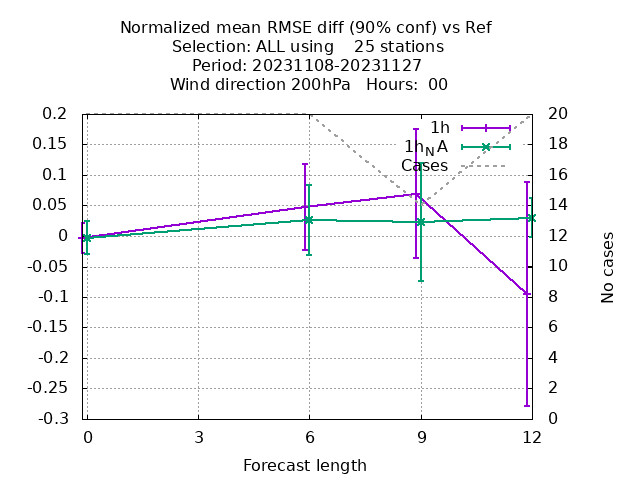 Normalized mean RMSE diff (90% conf) vs Ref
Selection: ALL using    25 stations
Period: 20231108-20231127
Wind direction 200hPa   Hours:  00
0.2
0.15
0.1
0.05
0
-0.05
-0.1
-0.15
-0.2
-0.25
-0.3
20
18
16
14
12
10
8
6
4
2
0
1h
1hNA
Cases
No cases
0 3 6 9 12
Forecast length